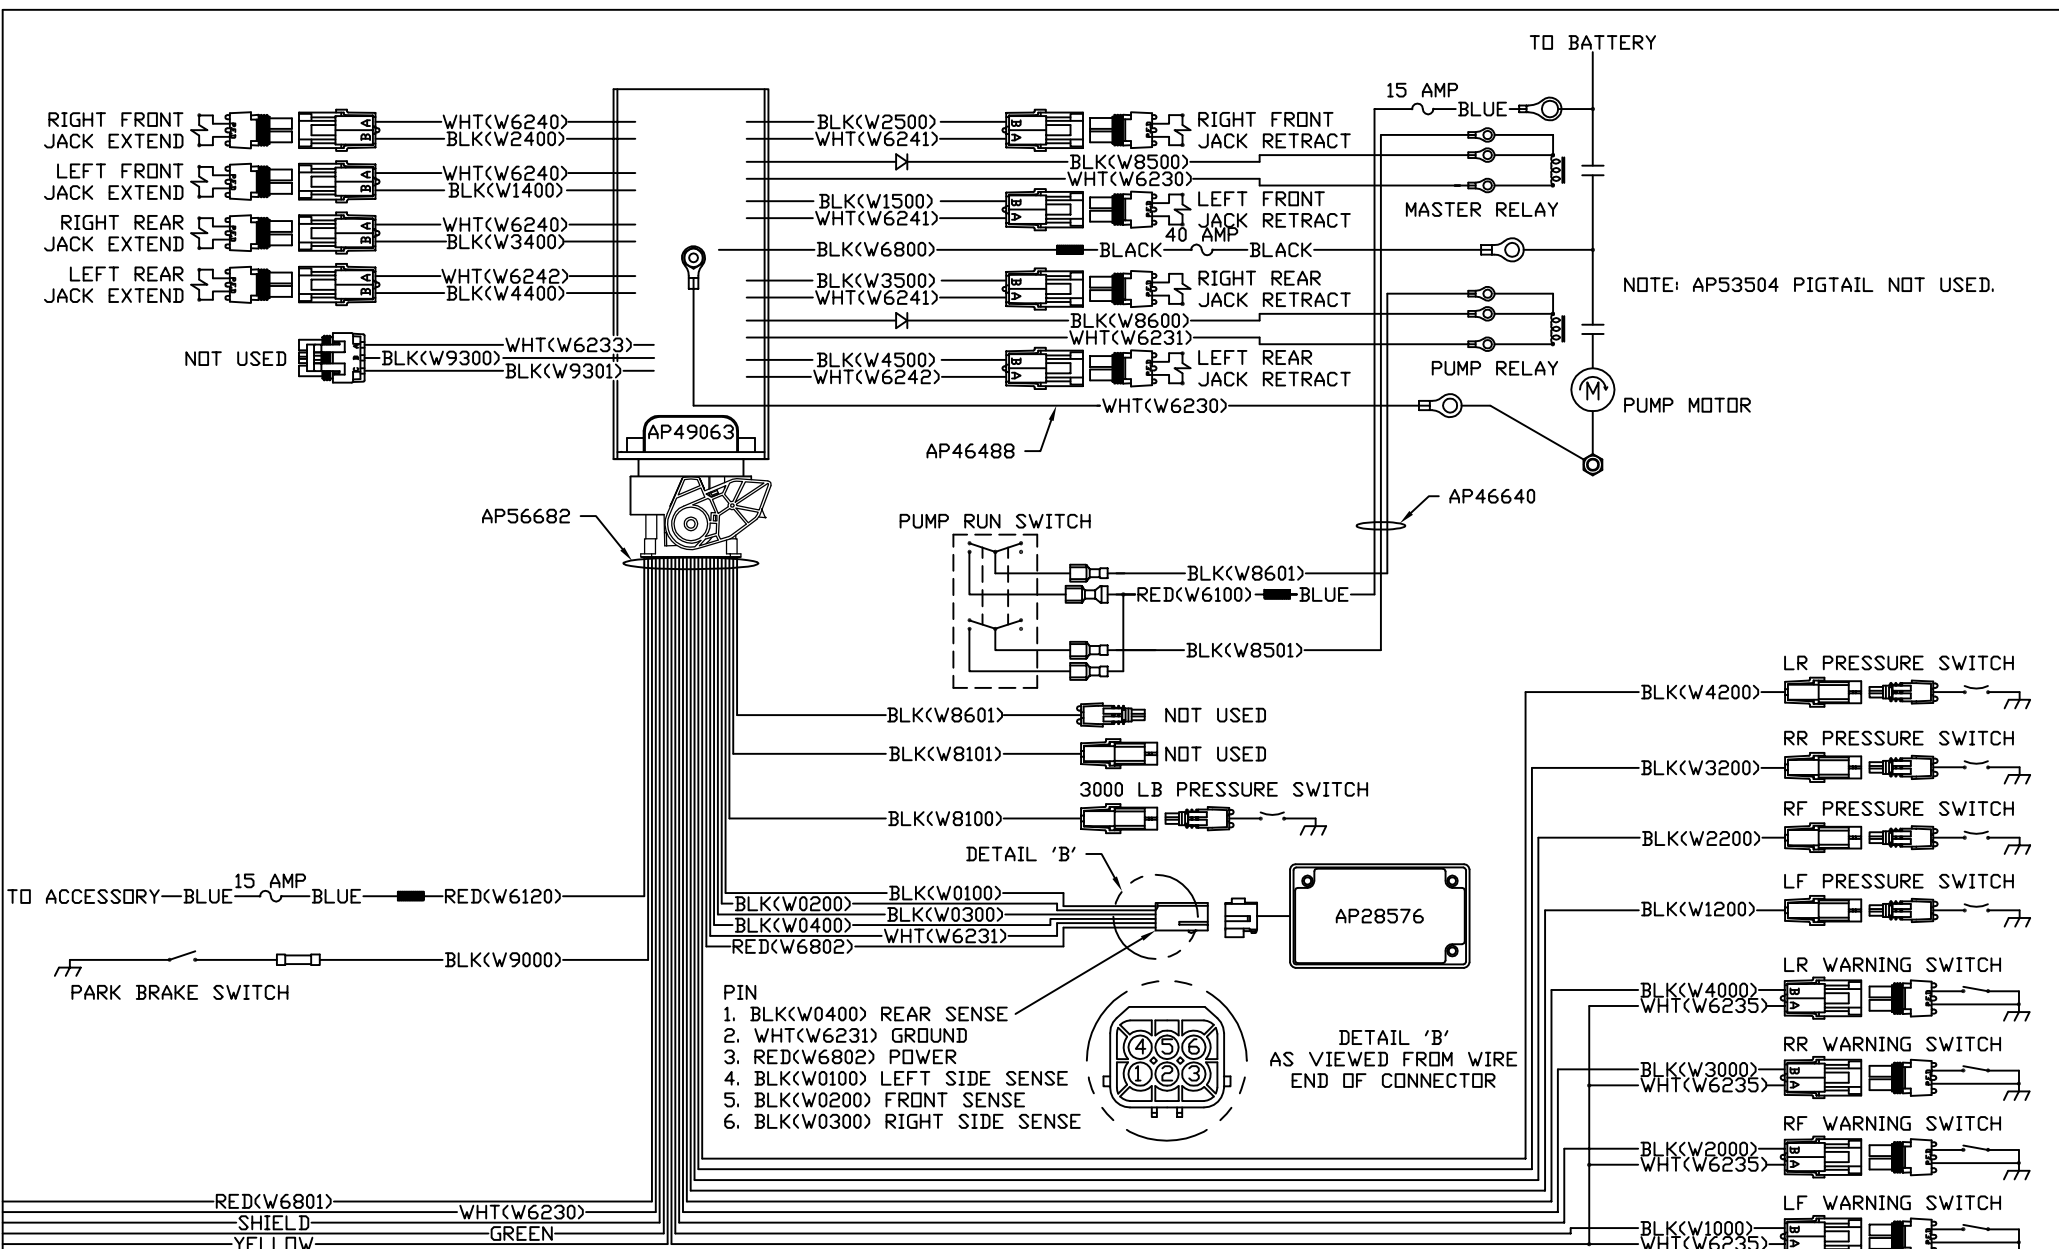 TO BATTERY
15 AMP
BLUE
RIGHT FRONT
JACK EXTEND
WHT(W6240)
BLK(W2400)
LEFT FRONT
JACK EXTEND
WHT(W6240)
BLK(W1400)
RIGHT REAR
JACK EXTEND
WHT(W6240)
BLK(W3400)
LEFT REAR
JACK EXTEND
WHT(W6242)
BLK(W4400)
NOT USED
WHT(W6233)
BLK(W9300)
BLK(W9301)
BLK(W2500)
WHT(W6241)
RIGHT FRONT
JACK RETRACT
BLK(W8500)
WHT(W6230)
MASTER RELAY
BLK(W1500)
WHT(W6241)
LEFT FRONT
JACK RETRACT
BLK(W6800)
BLACK
40 AMP
BLACK
BLK(W3500)
WHT(W6241)
RIGHT REAR
JACK RETRACT
NOTE: AP53504 PIGTAIL NOT USED.
BLK(W8600)
WHT(W6231)
PUMP RELAY
BLK(W4500)
WHT(W6242)
LEFT REAR
JACK RETRACT
M
PUMP MOTOR
WHT(W6230)
AP49063
AP46488
AP56682
AP46640
PUMP RUN SWITCH
BLK(W8601)
RED(W6100)
BLUE
BLK(W8501)
BLK(W8601)
NOT USED
BLK(W8101)
NOT USED
3000 LB PRESSURE SWITCH
BLK(W8100)
DETAIL 'B'
TO ACCESSORY
BLUE
15 AMP
BLUE
RED(W6120)
BLK(W9000)
PARK BRAKE SWITCH
BLK(W0100)
BLK(W0200)
BLK(W0300)
BLK(W0400)
WHT(W6231)
RED(W6802)
AP28576
PIN
1. BLK(W0400) REAR SENSE
2. WHT(W6231) GROUND
3. RED(W6802) POWER
4. BLK(W0100) LEFT SIDE SENSE
5. BLK(W0200) FRONT SENSE
6. BLK(W0300) RIGHT SIDE SENSE
4 5 6
1 2 3
DETAIL 'B'
AS VIEWED FROM WIRE
END OF CONNECTOR
LR PRESSURE SWITCH
BLK(W4200)
RR PRESSURE SWITCH
BLK(W3200)
RF PRESSURE SWITCH
BLK(W2200)
LF PRESSURE SWITCH
BLK(W1200)
LR WARNING SWITCH
BLK(W4000)
WHT(W6235)
B
A
RR WARNING SWITCH
BLK(W3000)
WHT(W6235)
B
A
RF WARNING SWITCH
BLK(W2000)
WHT(W6235)
B
A
LF WARNING SWITCH
BLK(W1000)
WHT(W6235)
B
A
RED(W6801)
WHT(W6230)
SHIELD
GREEN
YELLOW